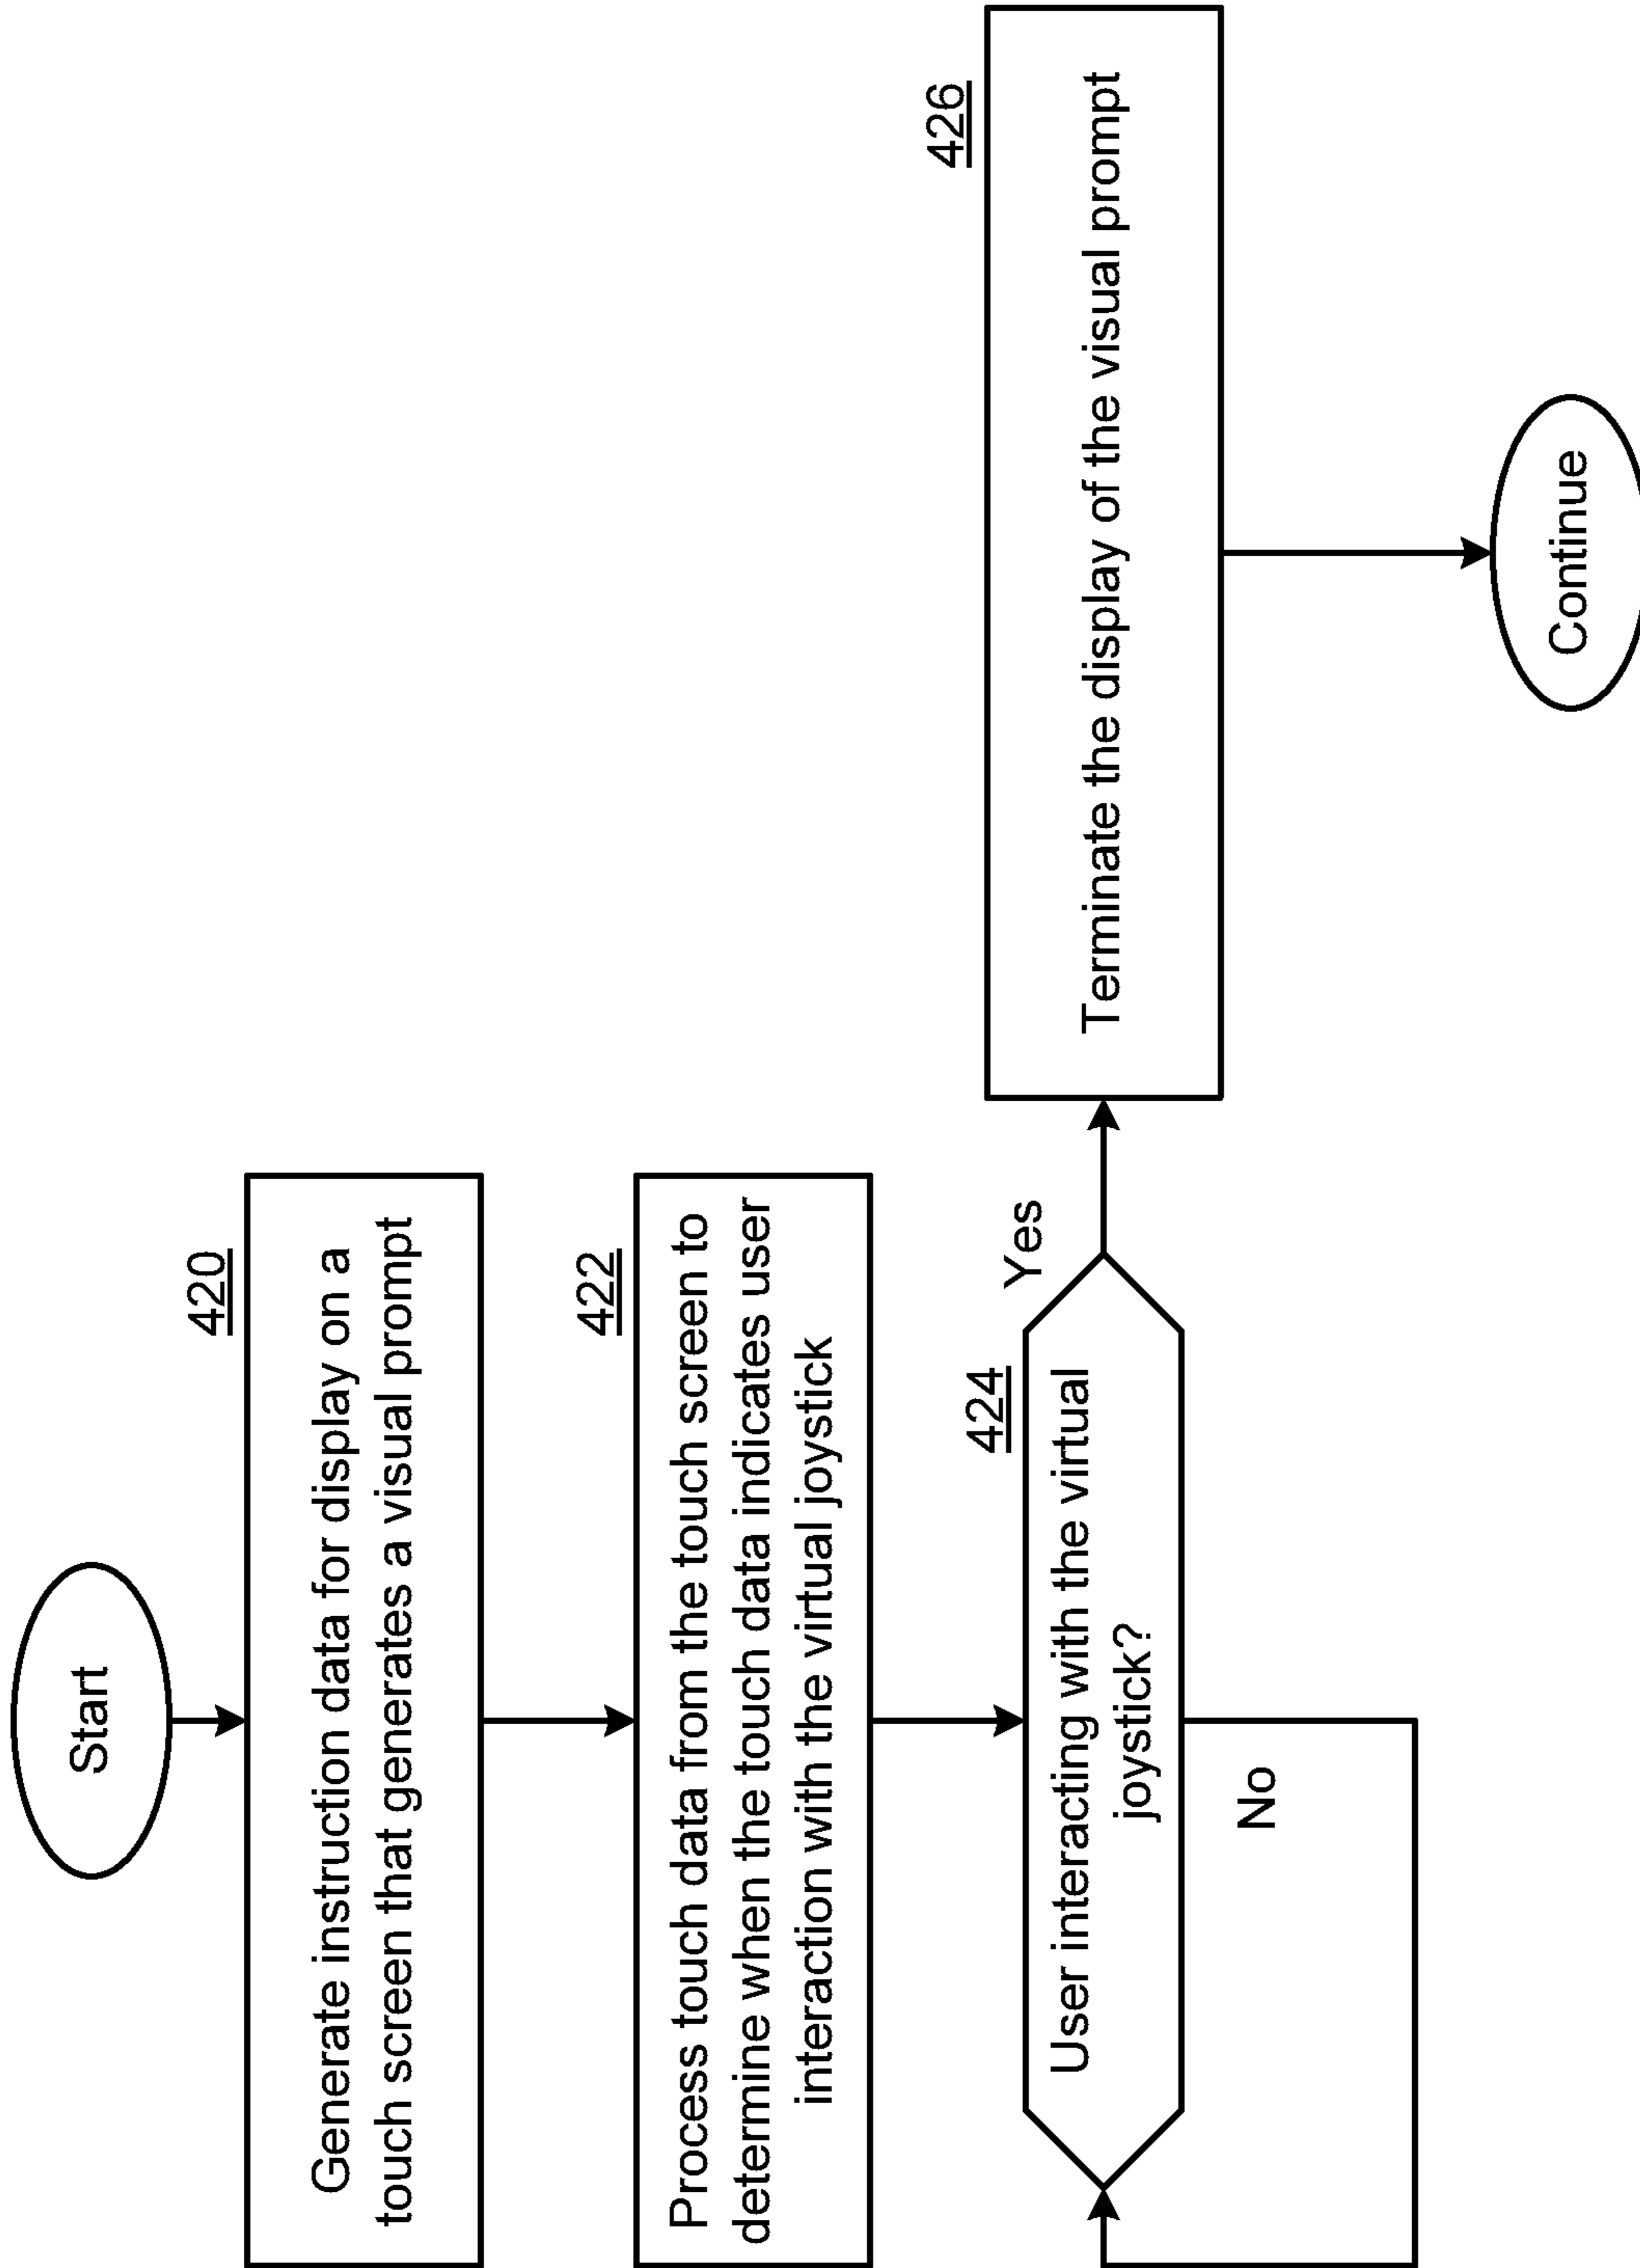 Start
420
Generate instruction data for display on a
touch screen that generates a visual prompt
422
Process touch data from the touch screen to
determine when the touch data indicates user
interaction with the virtual joystick
424
User interacting with the virtual
joystick?
Yes
No
426
Terminate the display of the visual prompt
Continue